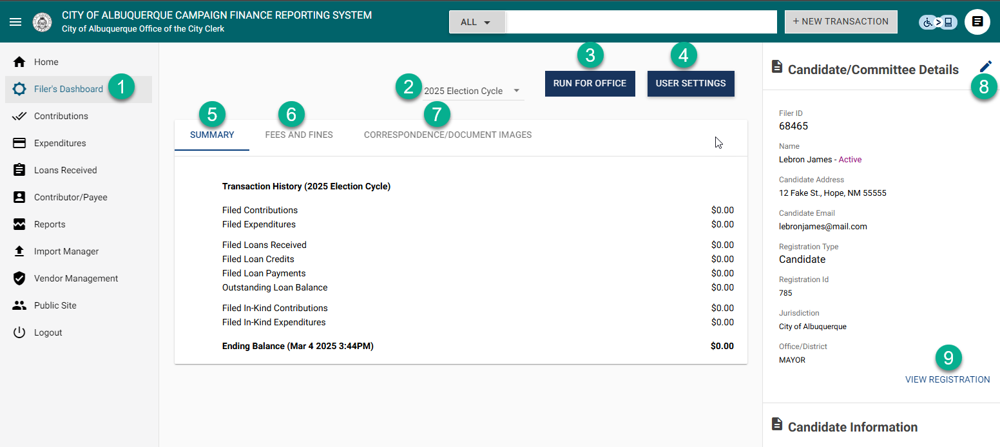 CITY OF ALBUQUERQUE CAMPAIGN FINANCE REPORTING SYSTEM
City of Albuquerque Office of the City Clerk
ALL
+ NEW TRANSACTION
Home
Filer's Dashboard
1
Contributions
Expenditures
Loans Received
Contributor/Payee
Reports
Import Manager
Vendor Management
Public Site
Logout
2
2025 Election Cycle
3
RUN FOR OFFICE
4
USER SETTINGS
5
SUMMARY
6
FEES AND FINES
7
CORRESPONDENCE/DOCUMENT IMAGES
Transaction History (2025 Election Cycle)
Filed Contributions $0.00
Filed Expenditures $0.00
Filed Loans Received $0.00
Filed Loan Credits $0.00
Filed Loan Payments $0.00
Outstanding Loan Balance $0.00
Filed In-Kind Contributions $0.00
Filed In-Kind Expenditures $0.00
Ending Balance (Mar 4 2025 3:44PM) $0.00
Candidate/Committee Details
8
Filer ID
68465
Name
Lebron James - Active
Candidate Address
12 Fake St., Hope, NM 55555
Candidate Email
lebronjames@mail.com
Registration Type
Candidate
Registration Id
785
Jurisdiction
City of Albuquerque
Office/District
MAYOR
9
VIEW REGISTRATION
Candidate Information